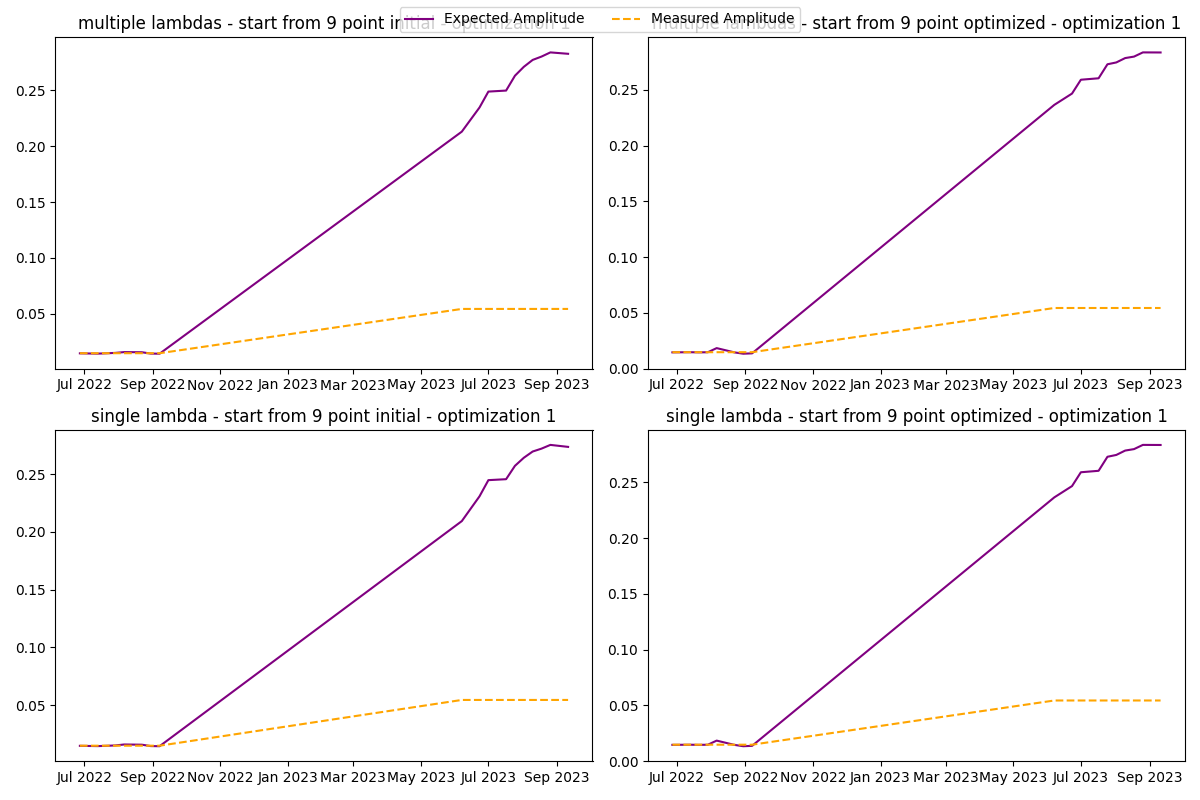 Expected Amplitude Measured Amplitude
multiple lambdas - start from 9 point initial - optimization 1
0.25
0.20
0.15
0.10
0.05
Jul 2022 Sep 2022 Nov 2022 Jan 2023 Mar 2023 May 2023 Jul 2023 Sep 2023
multiple lambdas - start from 9 point optimized - optimization 1
0.25
0.20
0.15
0.10
0.05
0.00
Jul 2022 Sep 2022 Nov 2022 Jan 2023 Mar 2023 May 2023 Jul 2023 Sep 2023
single lambda - start from 9 point initial - optimization 1
0.25
0.20
0.15
0.10
0.05
Jul 2022 Sep 2022 Nov 2022 Jan 2023 Mar 2023 May 2023 Jul 2023 Sep 2023
single lambda - start from 9 point optimized - optimization 1
0.25
0.20
0.15
0.10
0.05
0.00
Jul 2022 Sep 2022 Nov 2022 Jan 2023 Mar 2023 May 2023 Jul 2023 Sep 2023